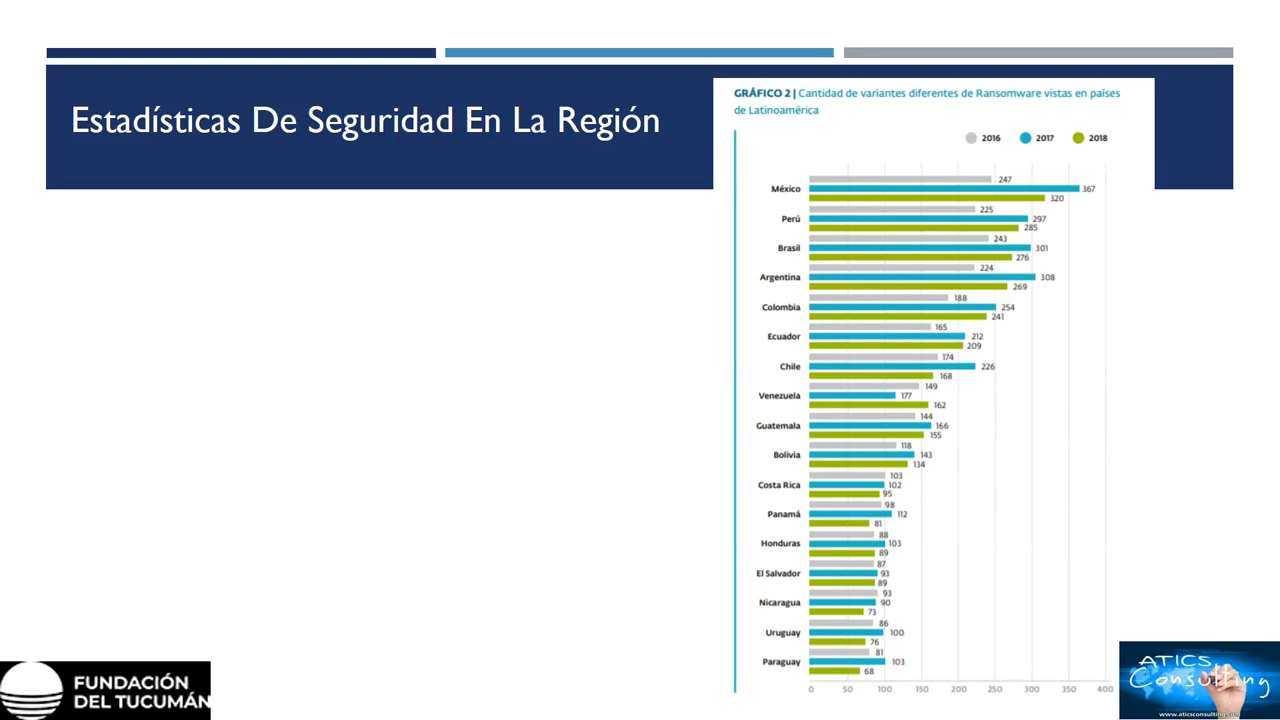 Estadísticas De Seguridad En La Región
GRÁFICO 2 | Cantidad de variantes diferentes de Ransomware vistas en países
de Latinoamérica
2016 2017 2018
247
México 367
320
225
Perú 297
285
243
Brasil 301
276
224
Argentina 308
269
188
Colombia 254
241
165
Ecuador 212
209
174
Chile 226
168
149
Venezuela 177
162
144
Guatemala 166
155
118
Bolivia 143
134
103
Costa Rica 102
95
98
Panamá 112
81
88
Honduras 103
89
87
El Salvador 93
89
93
Nicaragua 90
73
86
Uruguay 100
76
81
Paraguay 103
68
0 50 100 150 200 250 300 350 400
FUNDACIÓN
DEL TUCUMÁN
ATICS
Consulting
www.aticsconsulting.com